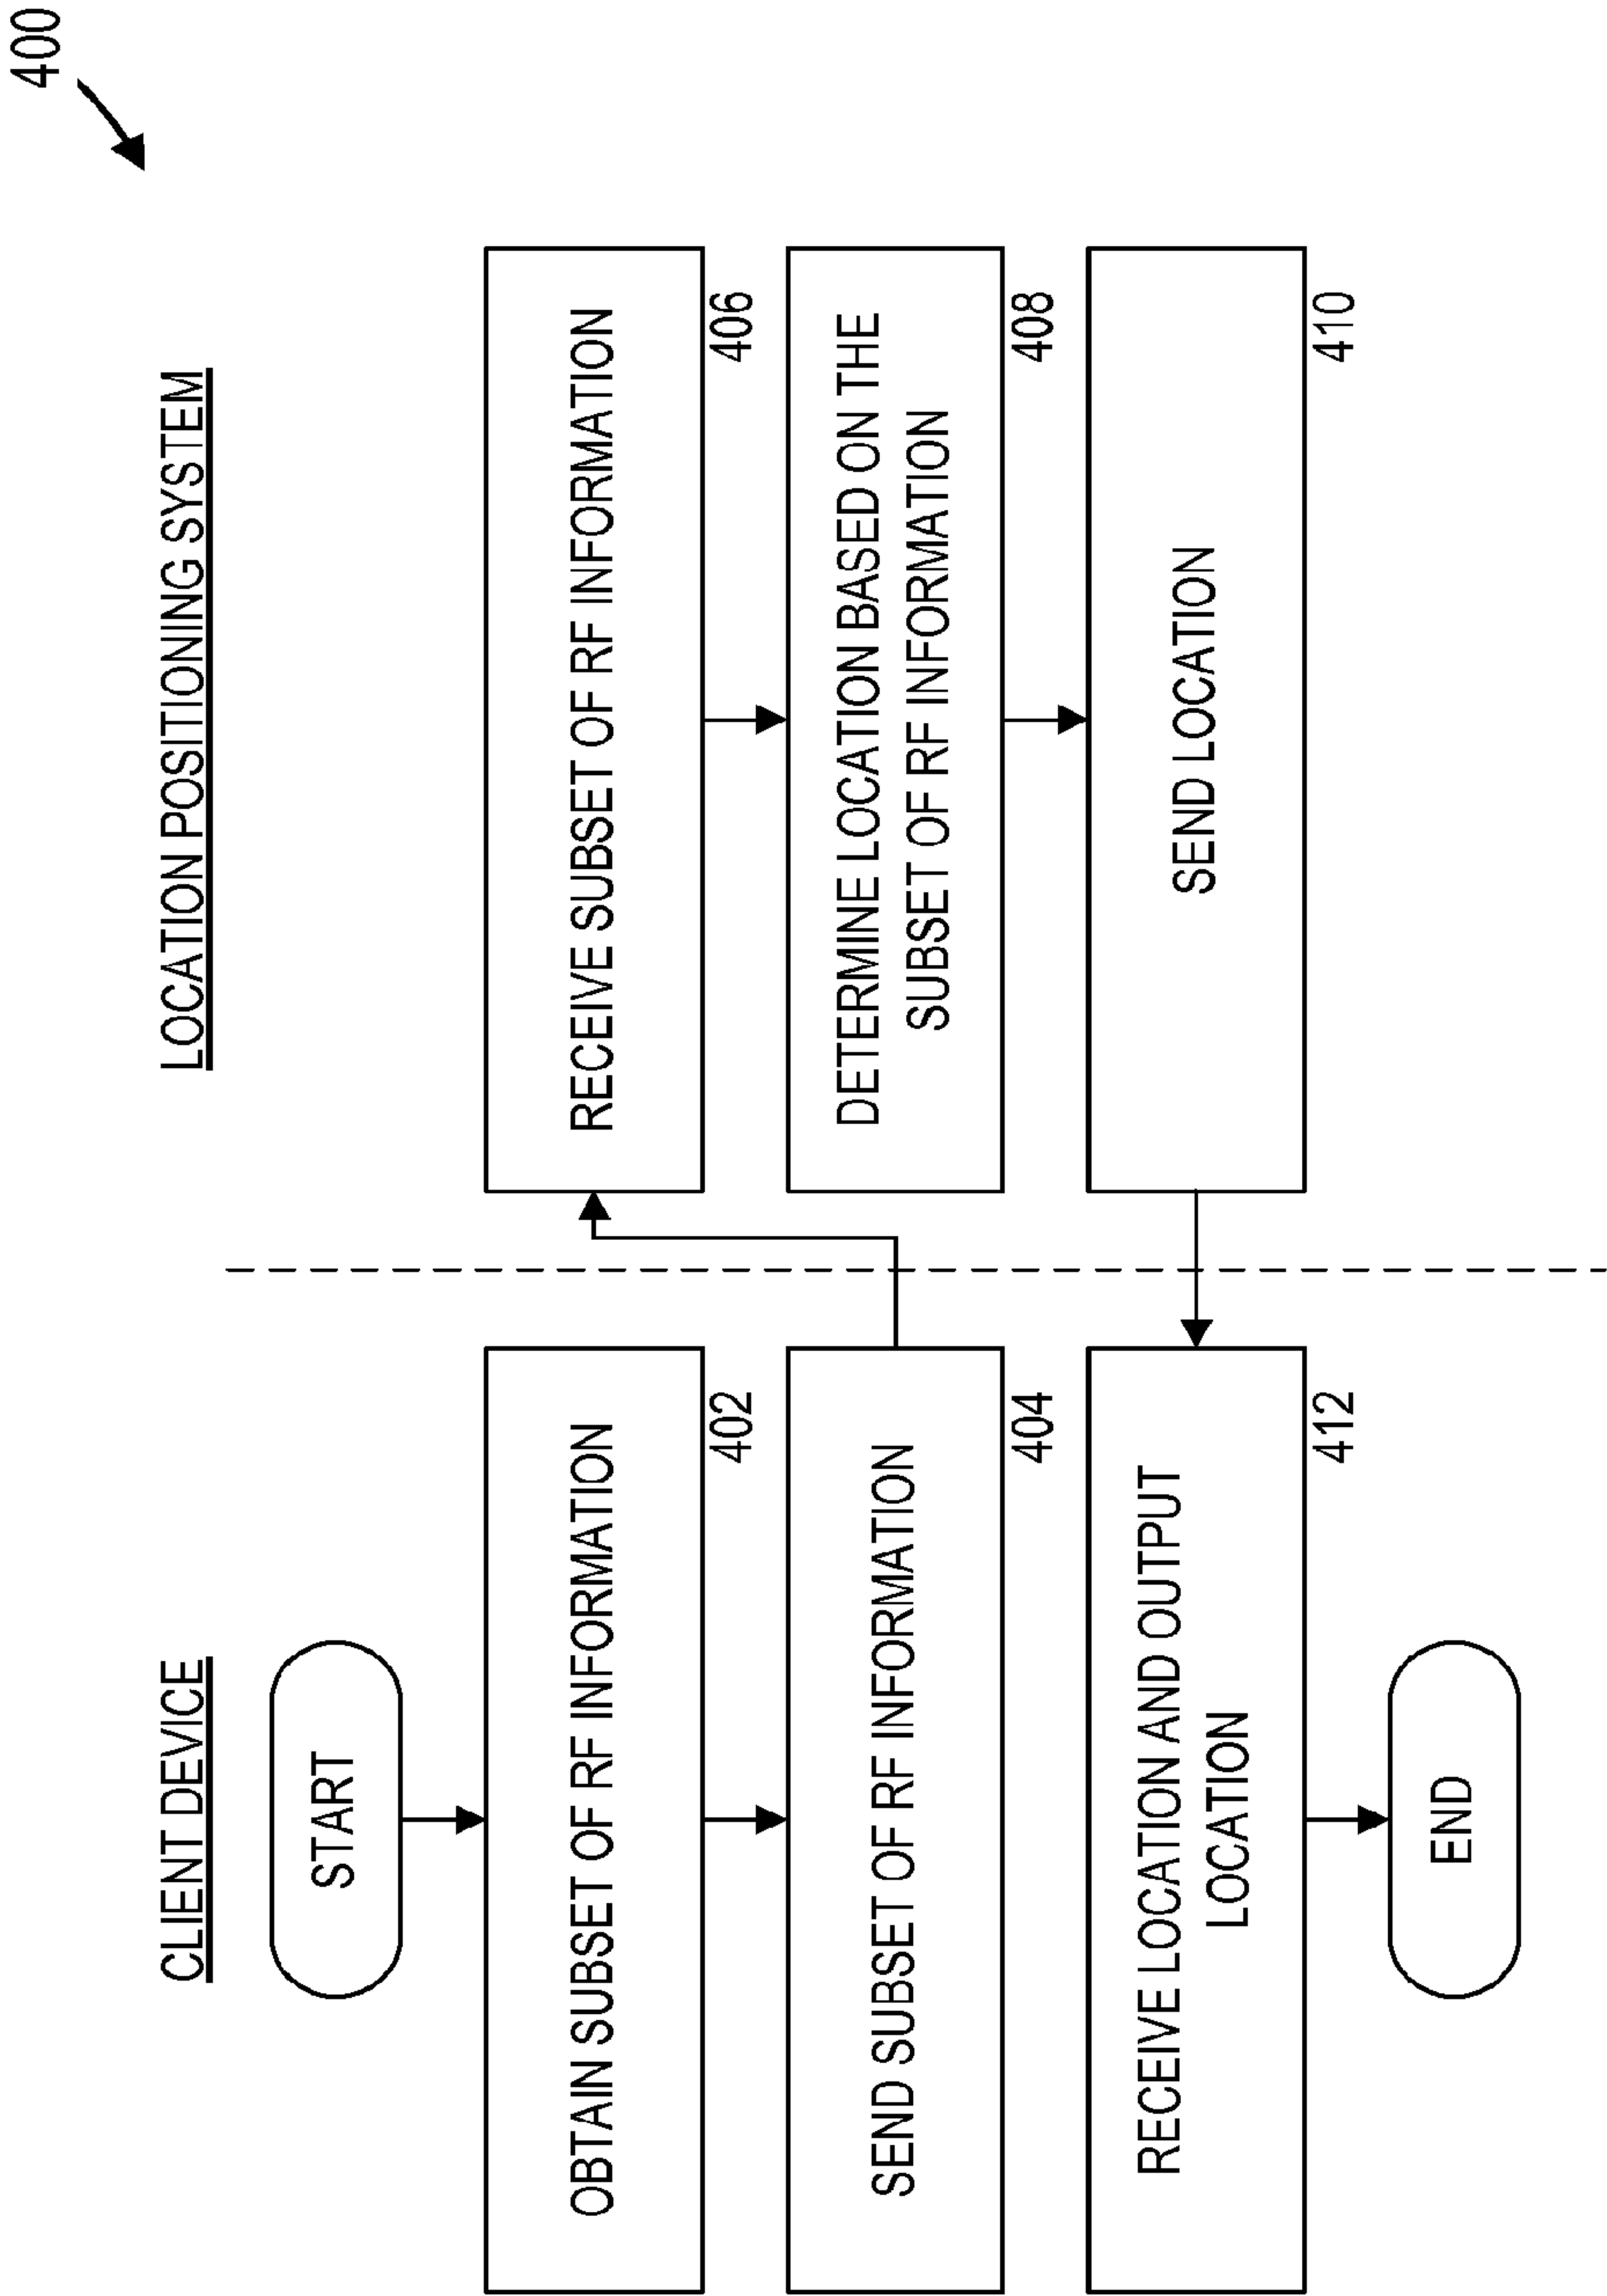 400
CLIENT DEVICE
LOCATION POSITIONING SYSTEM
START
OBTAIN SUBSET OF RF INFORMATION
402
SEND SUBSET OF RF INFORMATION
404
RECEIVE SUBSET OF RF INFORMATION
406
DETERMINE LOCATION BASED ON THE
SUBSET OF RF INFORMATION
408
SEND LOCATION
410
RECEIVE LOCATION AND OUTPUT
LOCATION
412
END